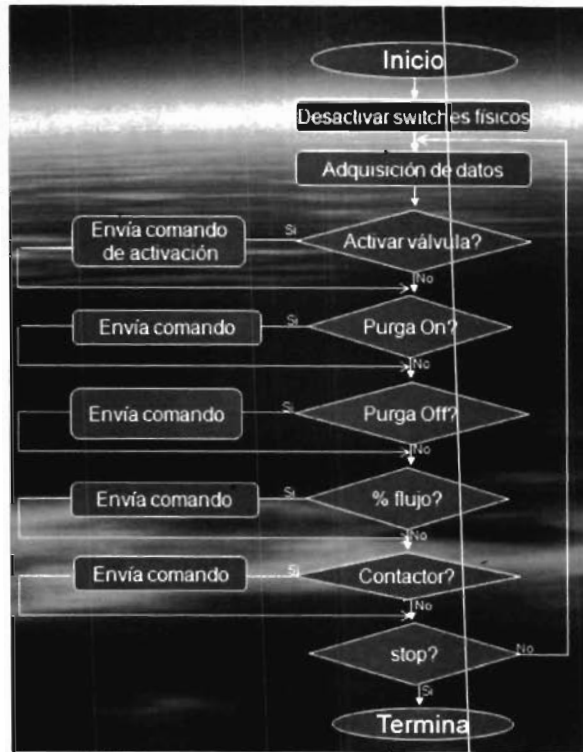 Inicio
Desactivar switches físicos
Adquisición de datos
Envía comando
de activación
Si
Activar válvula?
No
Envía comando
Si
Purga On?
No
Envía comando
Si
Purga Off?
No
Envía comando
Si
% flujo?
No
Envía comando
Si
Contactor?
No
stop?
No
Si
Termina